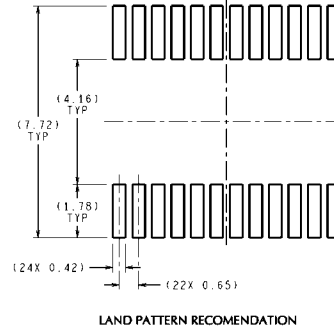 (4.16)
TYP
(7.72)
TYP
(1.78)
TYP
(24X 0.42)
(22X 0.65)
LAND PATTERN RECOMENDATION